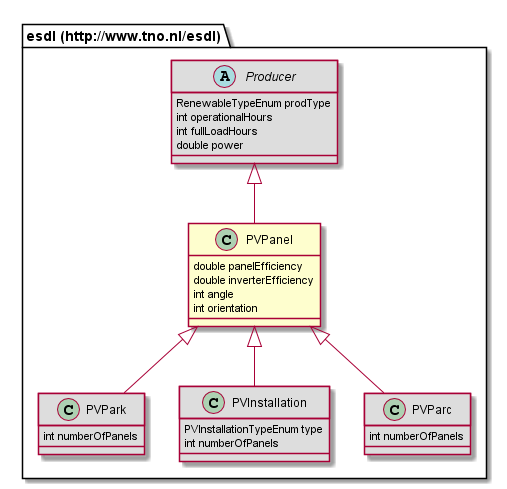 esdl (http://www.tno.nl/esdl)
A Producer
RenewableTypeEnum prodType
int operationalHours
int fullLoadHours
double power
C PVPanel
double panelEfficiency
double inverterEfficiency
int angle
int orientation
C PVPark
int numberOfPanels
C PVInstallation
PVInstallationTypeEnum type
int numberOfPanels
C PVParc
int numberOfPanels